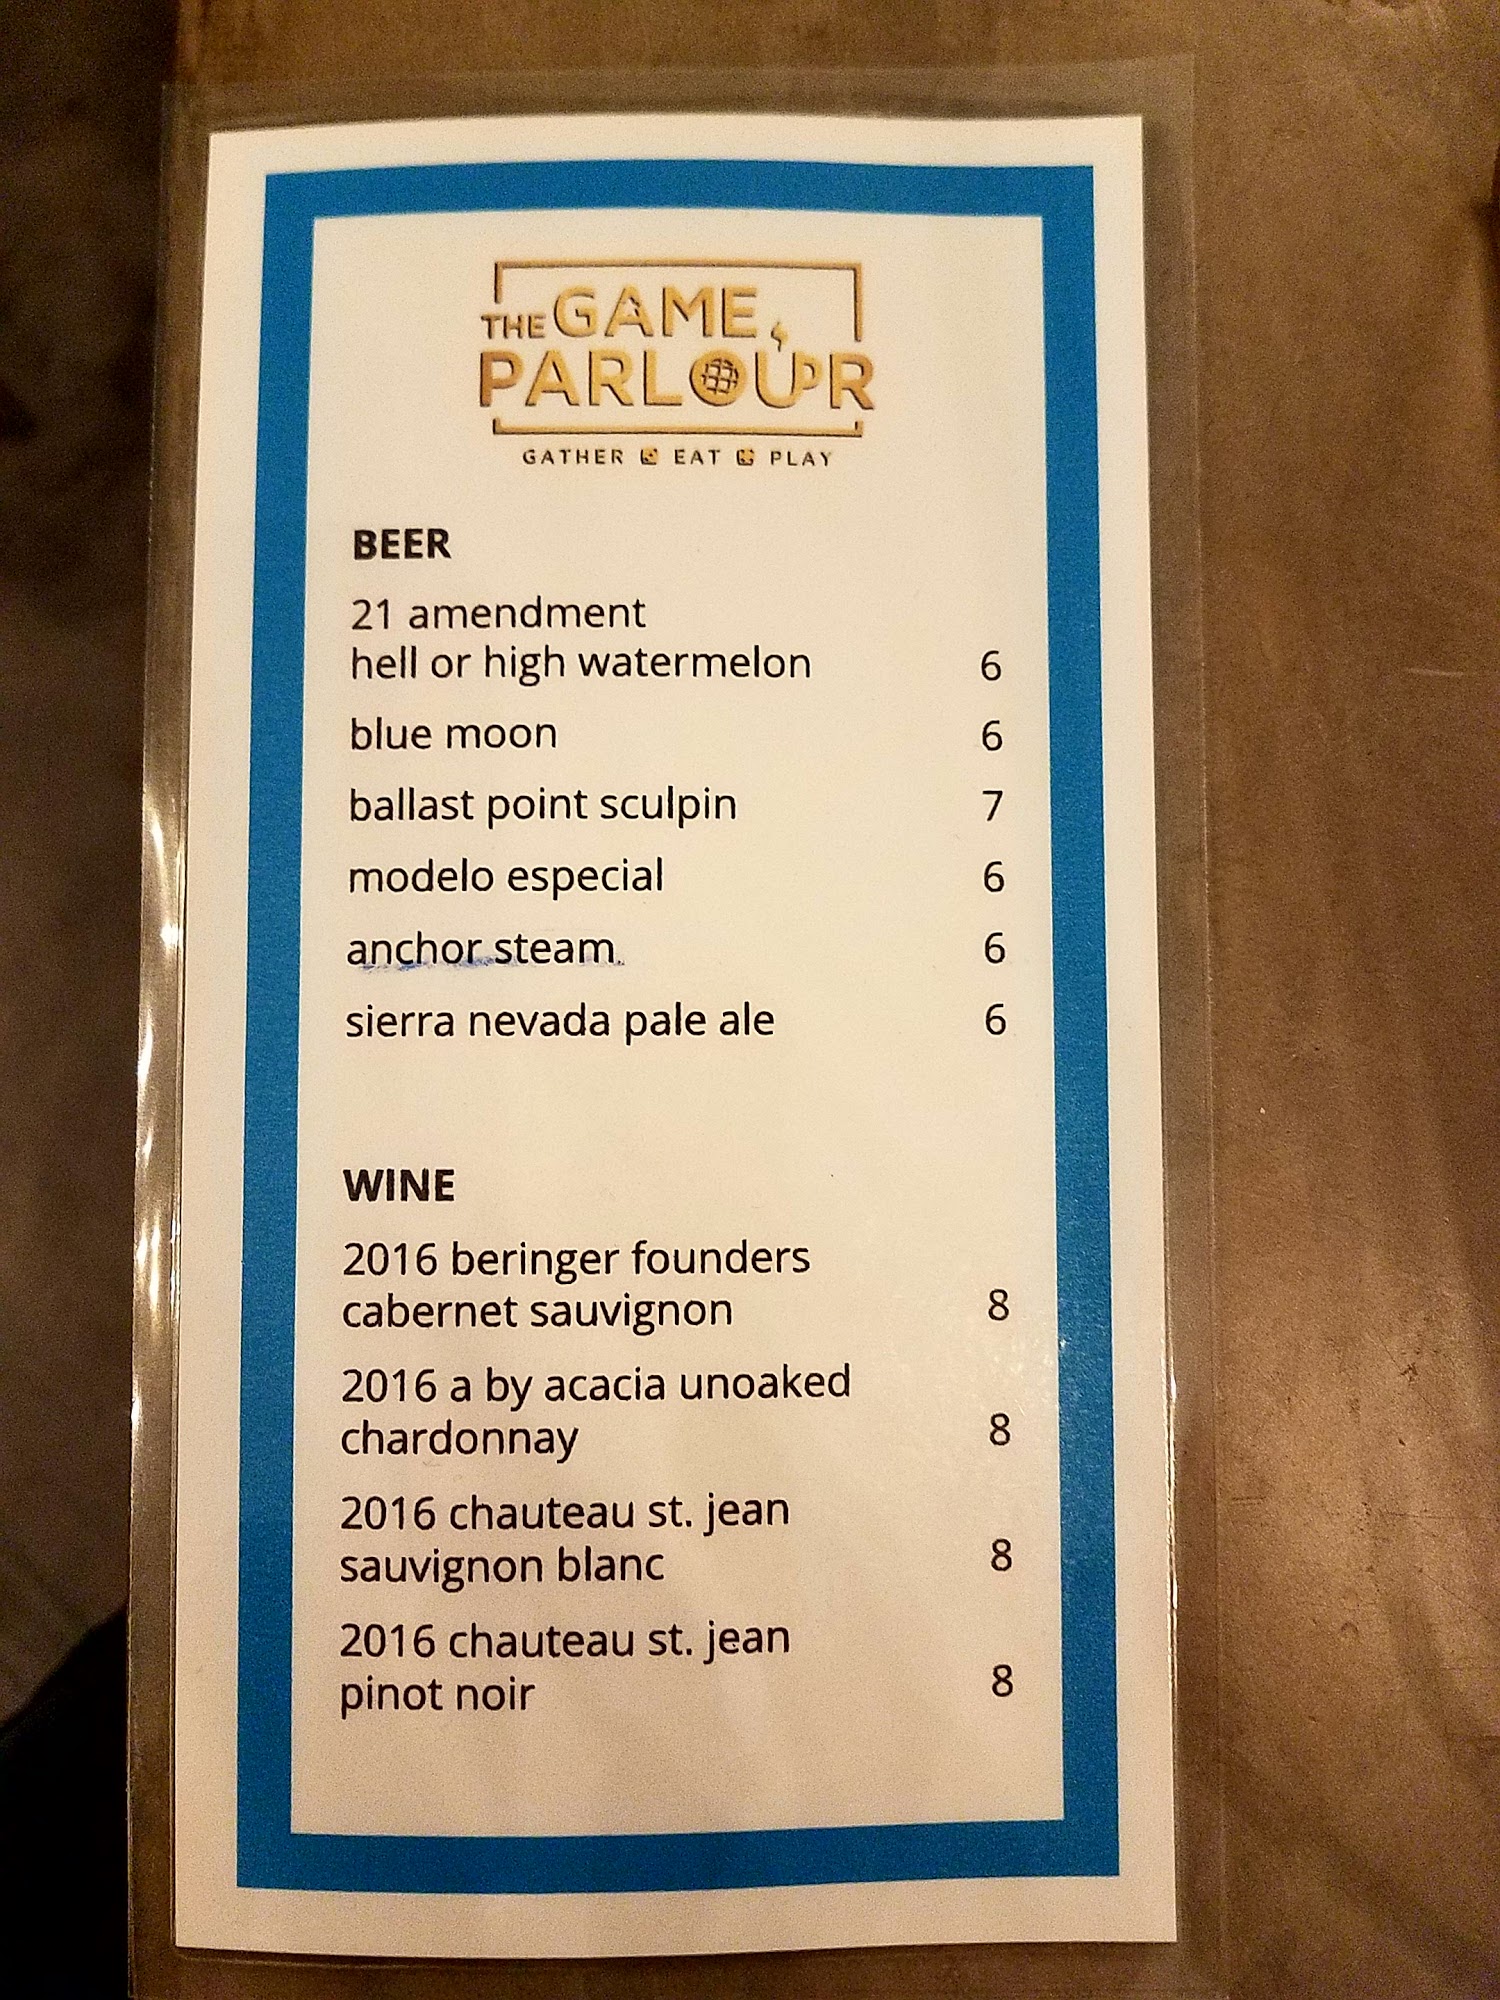 THE GAME
PARLOUR
GATHER EAT PLAY
BEER
21 amendment
hell or high watermelon 6
blue moon 6
ballast point sculpin 7
modelo especial 6
anchor steam 6
sierra nevada pale ale 6
WINE
2016 beringer founders
cabernet sauvignon 8
2016 a by acacia unoaked
chardonnay 8
2016 chauteau st. jean
sauvignon blanc 8
2016 chauteau st. jean
pinot noir 8